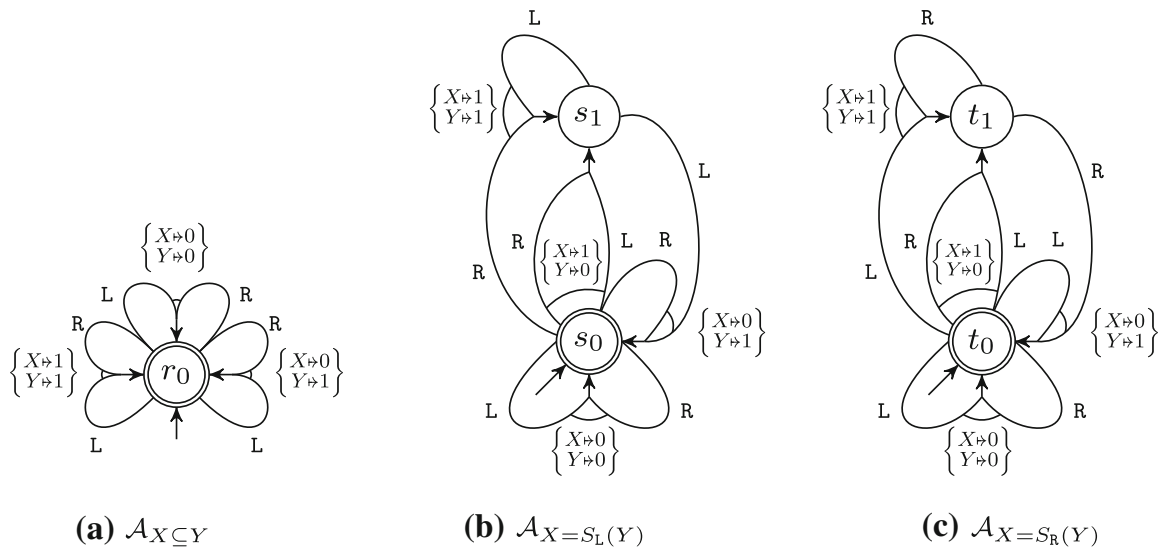 L
R
{X↦1 Y↦1}
s₁
{X↦1 Y↦1}
t₁
L
R
{X↦0 Y↦0}
R
{X↦1 Y↦0}
L
R
R
{X↦1 Y↦0}
L
L
L
R
R
L
R
R
{X↦1 Y↦1}
r₀
{X↦0 Y↦1}
s₀
{X↦0 Y↦1}
t₀
{X↦0 Y↦1}
L
L
L
R
L
R
{X↦0 Y↦0}
{X↦0 Y↦0}
(a) 𝒜_{X⊆Y}
(b) 𝒜_{X=S_L(Y)}
(c) 𝒜_{X=S_R(Y)}